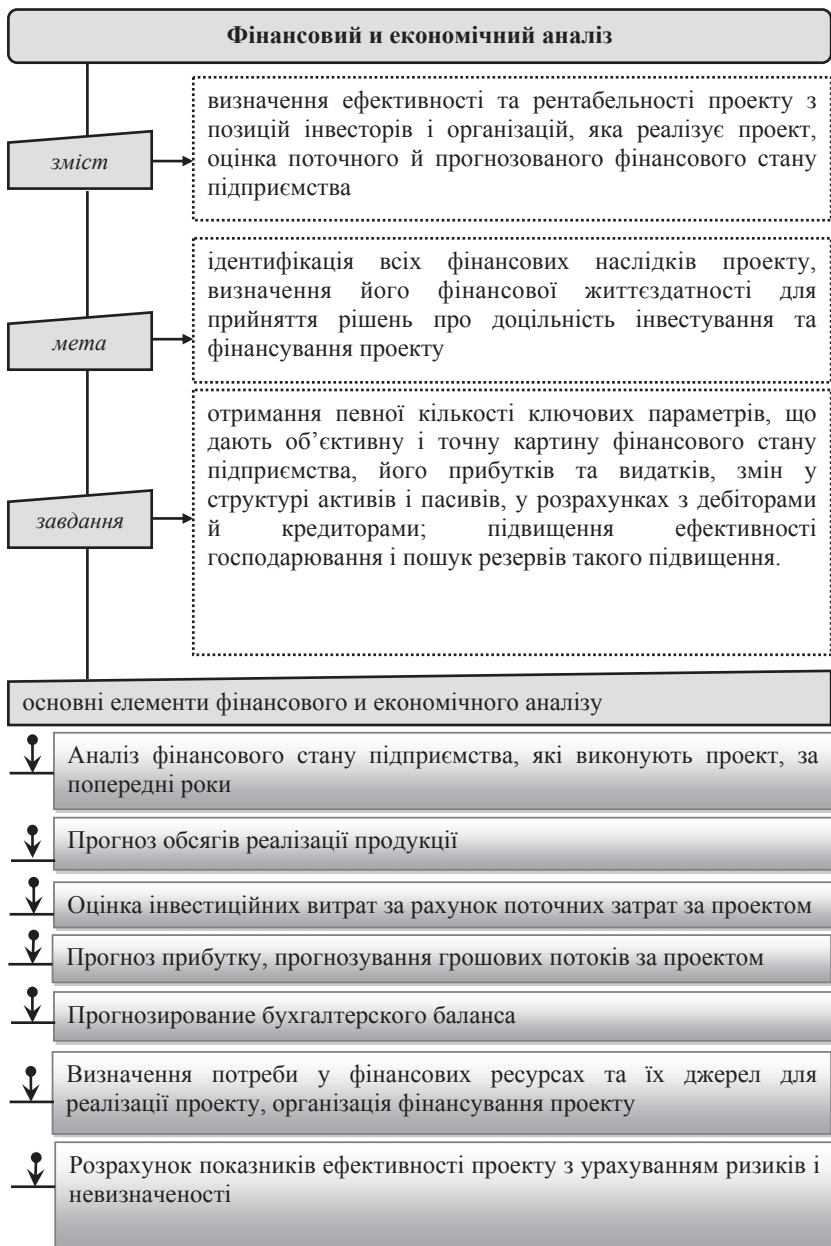 Фінансовий и економічний аналіз
зміст
визначення ефективності та рентабельності проекту з
позицій інвесторів і організацій, яка реалізує проект,
оцінка поточного й прогнозованого фінансового стану
підприємства
мета
ідентифікація всіх фінансових наслідків проекту,
визначення його фінансової життєздатності для
прийняття рішень про доцільність інвестування та
фінансування проекту
завдання
отримання певної кількості ключових параметрів, що
дають об’єктивну і точну картину фінансового стану
підприємства, його прибутків та видатків, змін у
структурі активів і пасивів, у розрахунках з дебіторами
й кредиторами; підвищення ефективності
господарювання і пошук резервів такого підвищення.
основні елементи фінансового и економічного аналізу
Аналіз фінансового стану підприємства, які виконують проект, за
попередні роки
Прогноз обсягів реалізації продукції
Оцінка інвестиційних витрат за рахунок поточних затрат за проектом
Прогноз прибутку, прогнозування грошових потоків за проектом
Прогнозирование бухгалтерского баланса
Визначення потреби у фінансових ресурсах та їх джерел для
реалізації проекту, організація фінансування проекту
Розрахунок показників ефективності проекту з урахуванням ризиків і
невизначеності